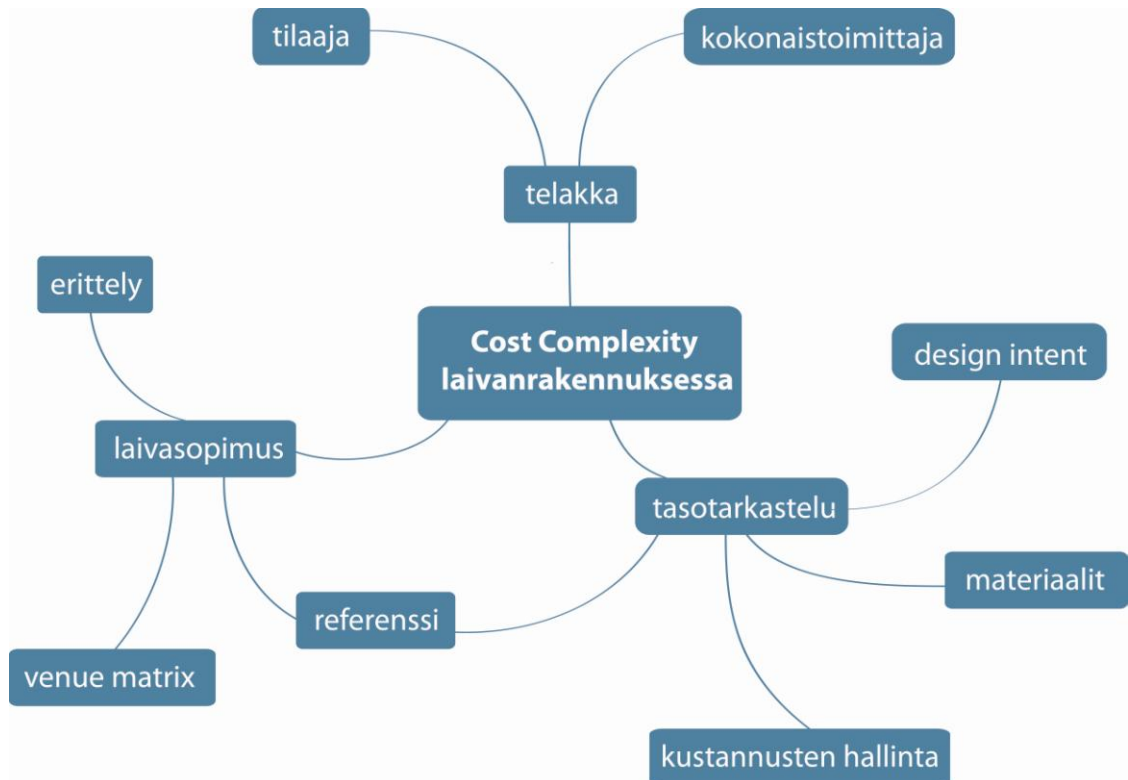 tilaaja
kokonaistoimittaja
telakka
erittely
Cost Complexity
laivanrakennuksessa
design intent
laivasopimus
tasotarkastelu
materiaalit
referenssi
venue matrix
kustannusten hallinta